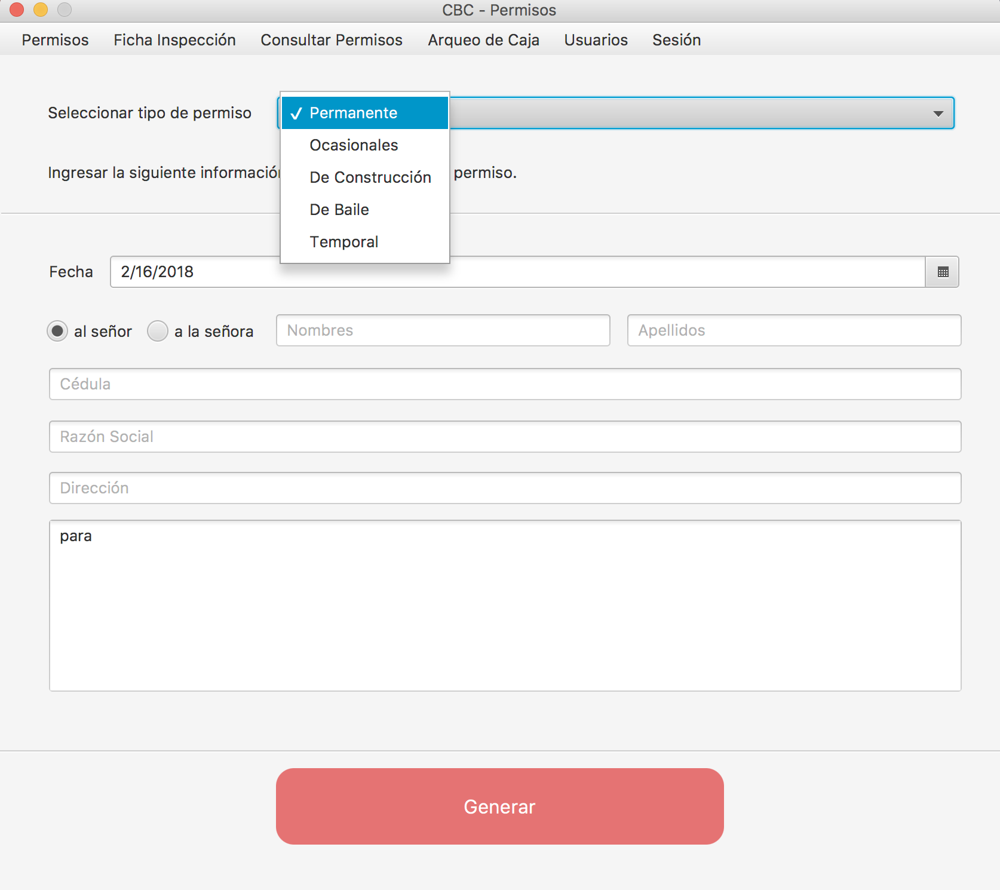 CBC - Permisos
Permisos Ficha Inspección Consultar Permisos Arqueo de Caja Usuarios Sesión
Seleccionar tipo de permiso
Permanente
Ocasionales
De Construcción
De Baile
Temporal
Ingresar la siguiente información permiso.
Fecha 2/16/2018
al señor a la señora Nombres Apellidos
Cédula
Razón Social
Dirección
para
Generar